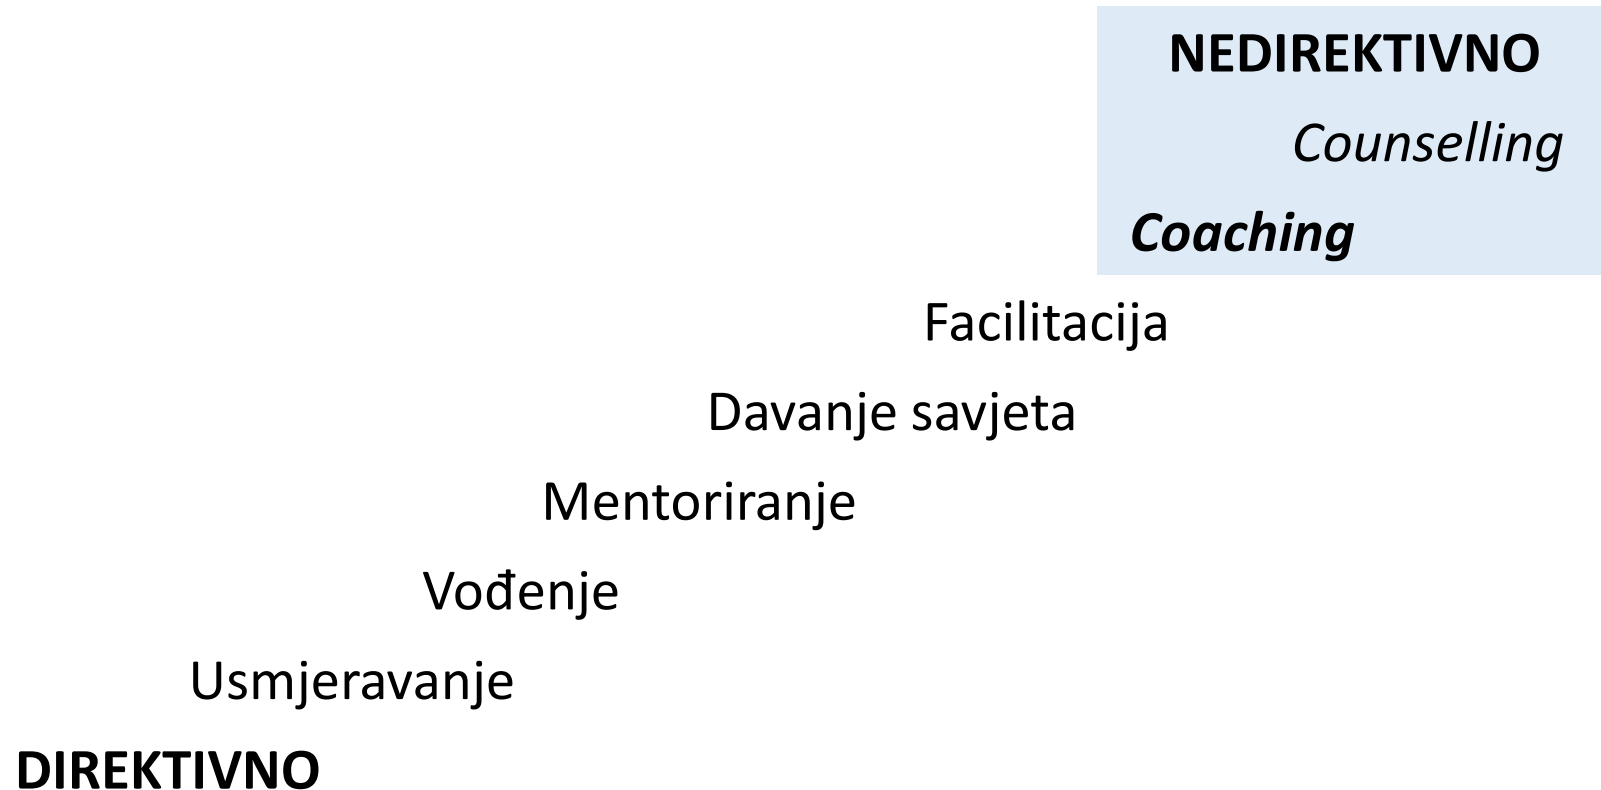 NEDIREKTIVNO
Counselling
Coaching
Facilitacija
Davanje savjeta
Mentoriranje
Vođenje
Usmjeravanje
DIREKTIVNO